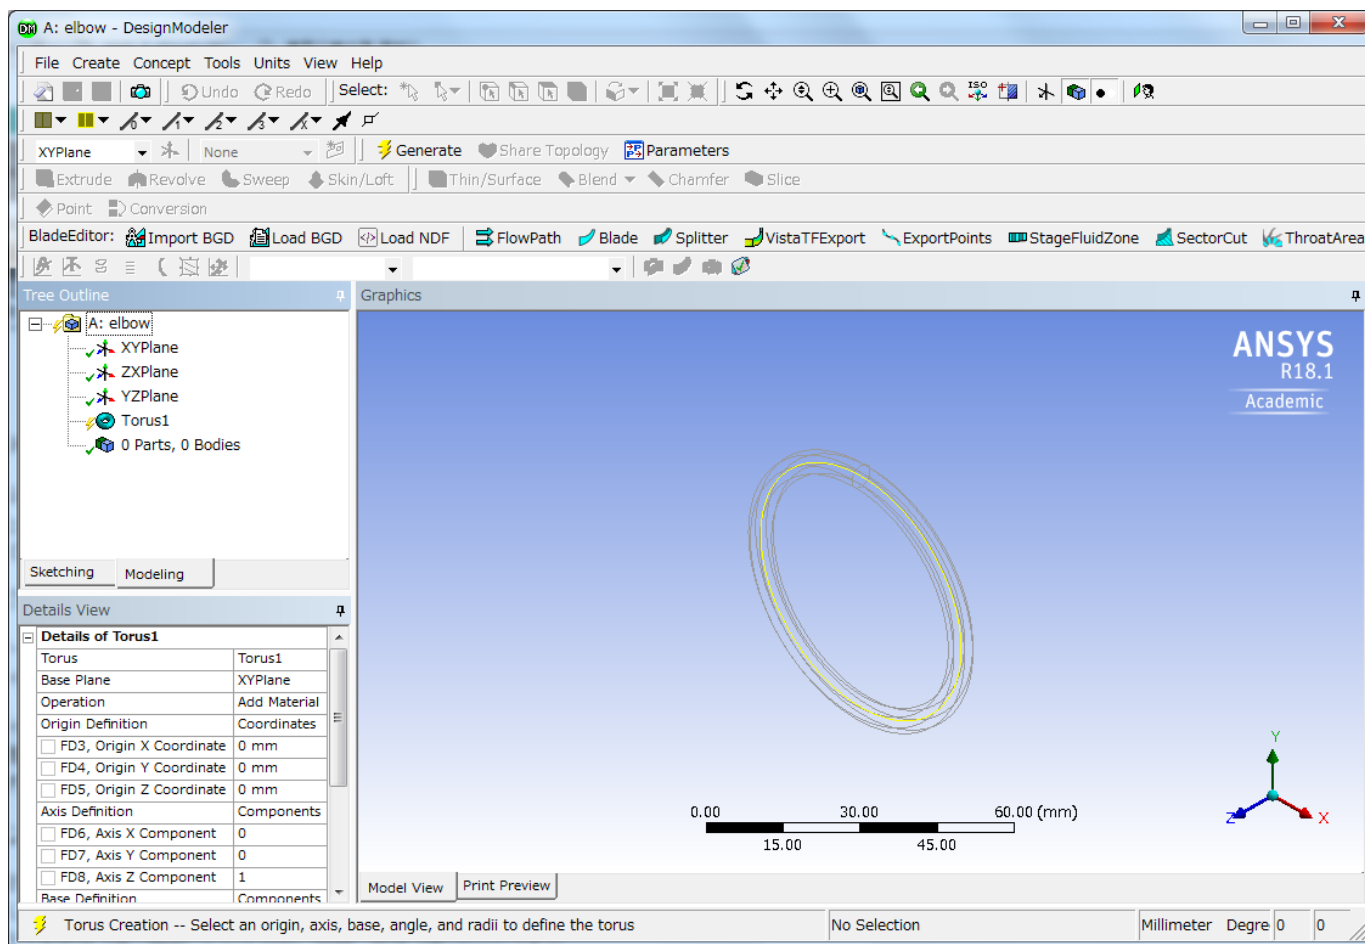 A: elbow - DesignModeler
File Create Concept Tools Units View Help
Undo Redo Select: ISO
XYPlane None Generate Share Topology Parameters
Extrude Revolve Sweep Skin/Loft Thin/Surface Blend Chamfer Slice
Point Conversion
BladeEditor: Import BGD Load BGD Load NDF FlowPath Blade Splitter VistaTFExport ExportPoints StageFluidZone SectorCut ThroatArea
Tree Outline
A: elbow
XYPlane
ZXPlane
YZPlane
Torus1
0 Parts, 0 Bodies
Sketching Modeling
Details View
Details of Torus1
Torus Torus1
Base Plane XYPlane
Operation Add Material
Origin Definition Coordinates
FD3, Origin X Coordinate 0 mm
FD4, Origin Y Coordinate 0 mm
FD5, Origin Z Coordinate 0 mm
Axis Definition Components
FD6, Axis X Component 0
FD7, Axis Y Component 0
FD8, Axis Z Component 1
Base Definition Components
Graphics
ANSYS
R18.1
Academic
Y
Z X
0.00 30.00 60.00 (mm)
15.00 45.00
Model View Print Preview
Torus Creation -- Select an origin, axis, base, angle, and radii to define the torus No Selection Millimeter Degre 0 0